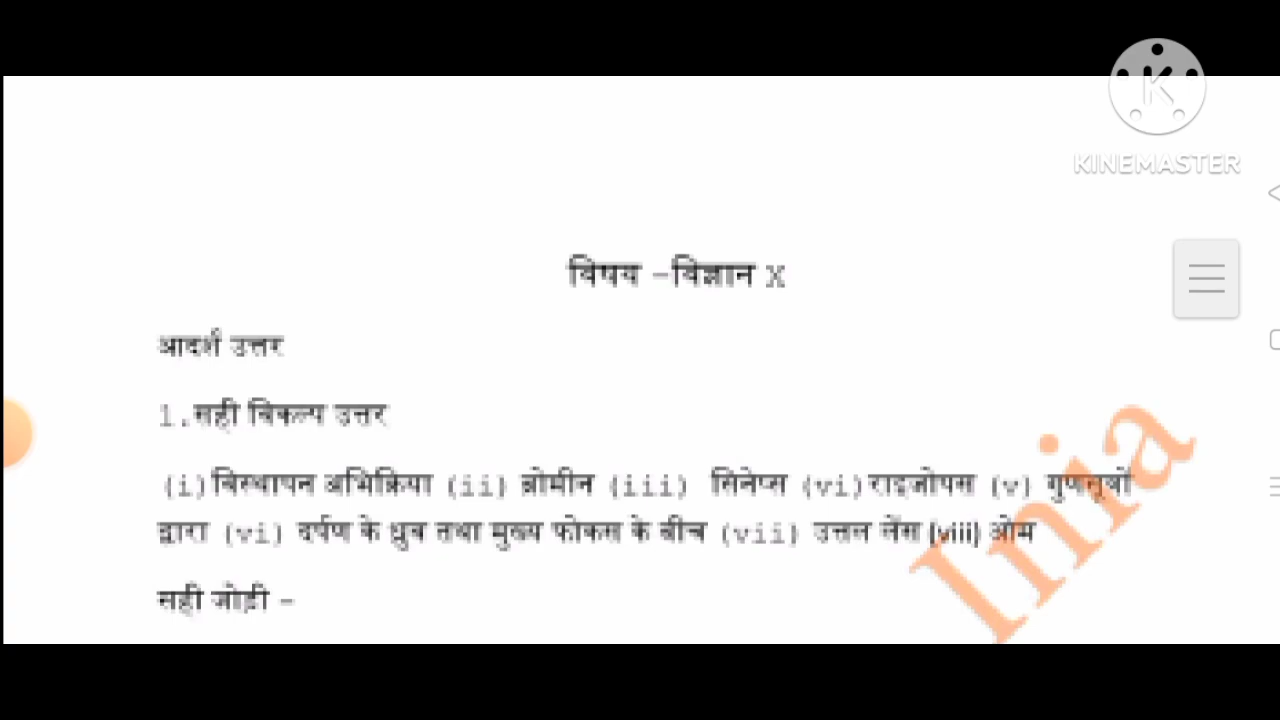 KINEMASTER
विषय -विज्ञान X
आदर्श उत्तर
1.सही विकल्प उत्तर
(i)विस्थापन अभिक्रिया (ii) ब्रोमीन (iii) सिनेप्स (vi)राइजोपस (v) गुणसूत्रों
द्वारा (vi) दर्पण के ध्रुव तथा मुख्य फोकस के बीच (vii) उत्तल लेंस (viii) ओम
सही जोड़ी -